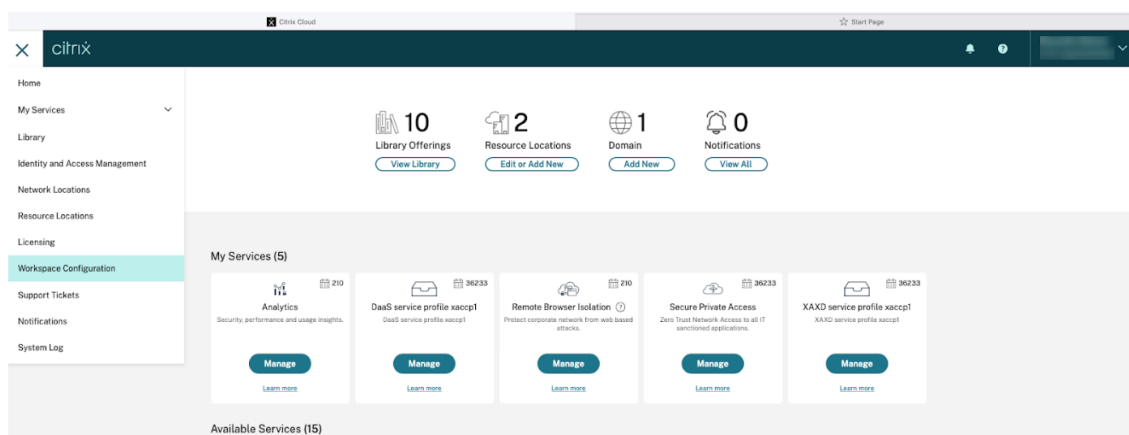 Citrix Cloud
Start Page
citrix
Home
My Services
Library
Identity and Access Management
Network Locations
Resource Locations
Licensing
Workspace Configuration
Support Tickets
Notifications
System Log
10
Library Offerings
View Library
2
Resource Locations
Edit or Add New
1
Domain
Add New
0
Notifications
View All
My Services (5)
210
Analytics
Security, performance and usage insights.
Manage
Learn more
36233
DaaS service profile xaccp1
DaaS service profile xaccp1
Manage
Learn more
210
Remote Browser Isolation
Protect corporate network from web based
attacks.
Manage
Learn more
36233
Secure Private Access
Zero Trust Network Access to all IT
sanctioned applications.
Manage
Learn more
36233
XAXD service profile xaccp1
XAXD service profile xaccp1
Manage
Learn more
Available Services (15)